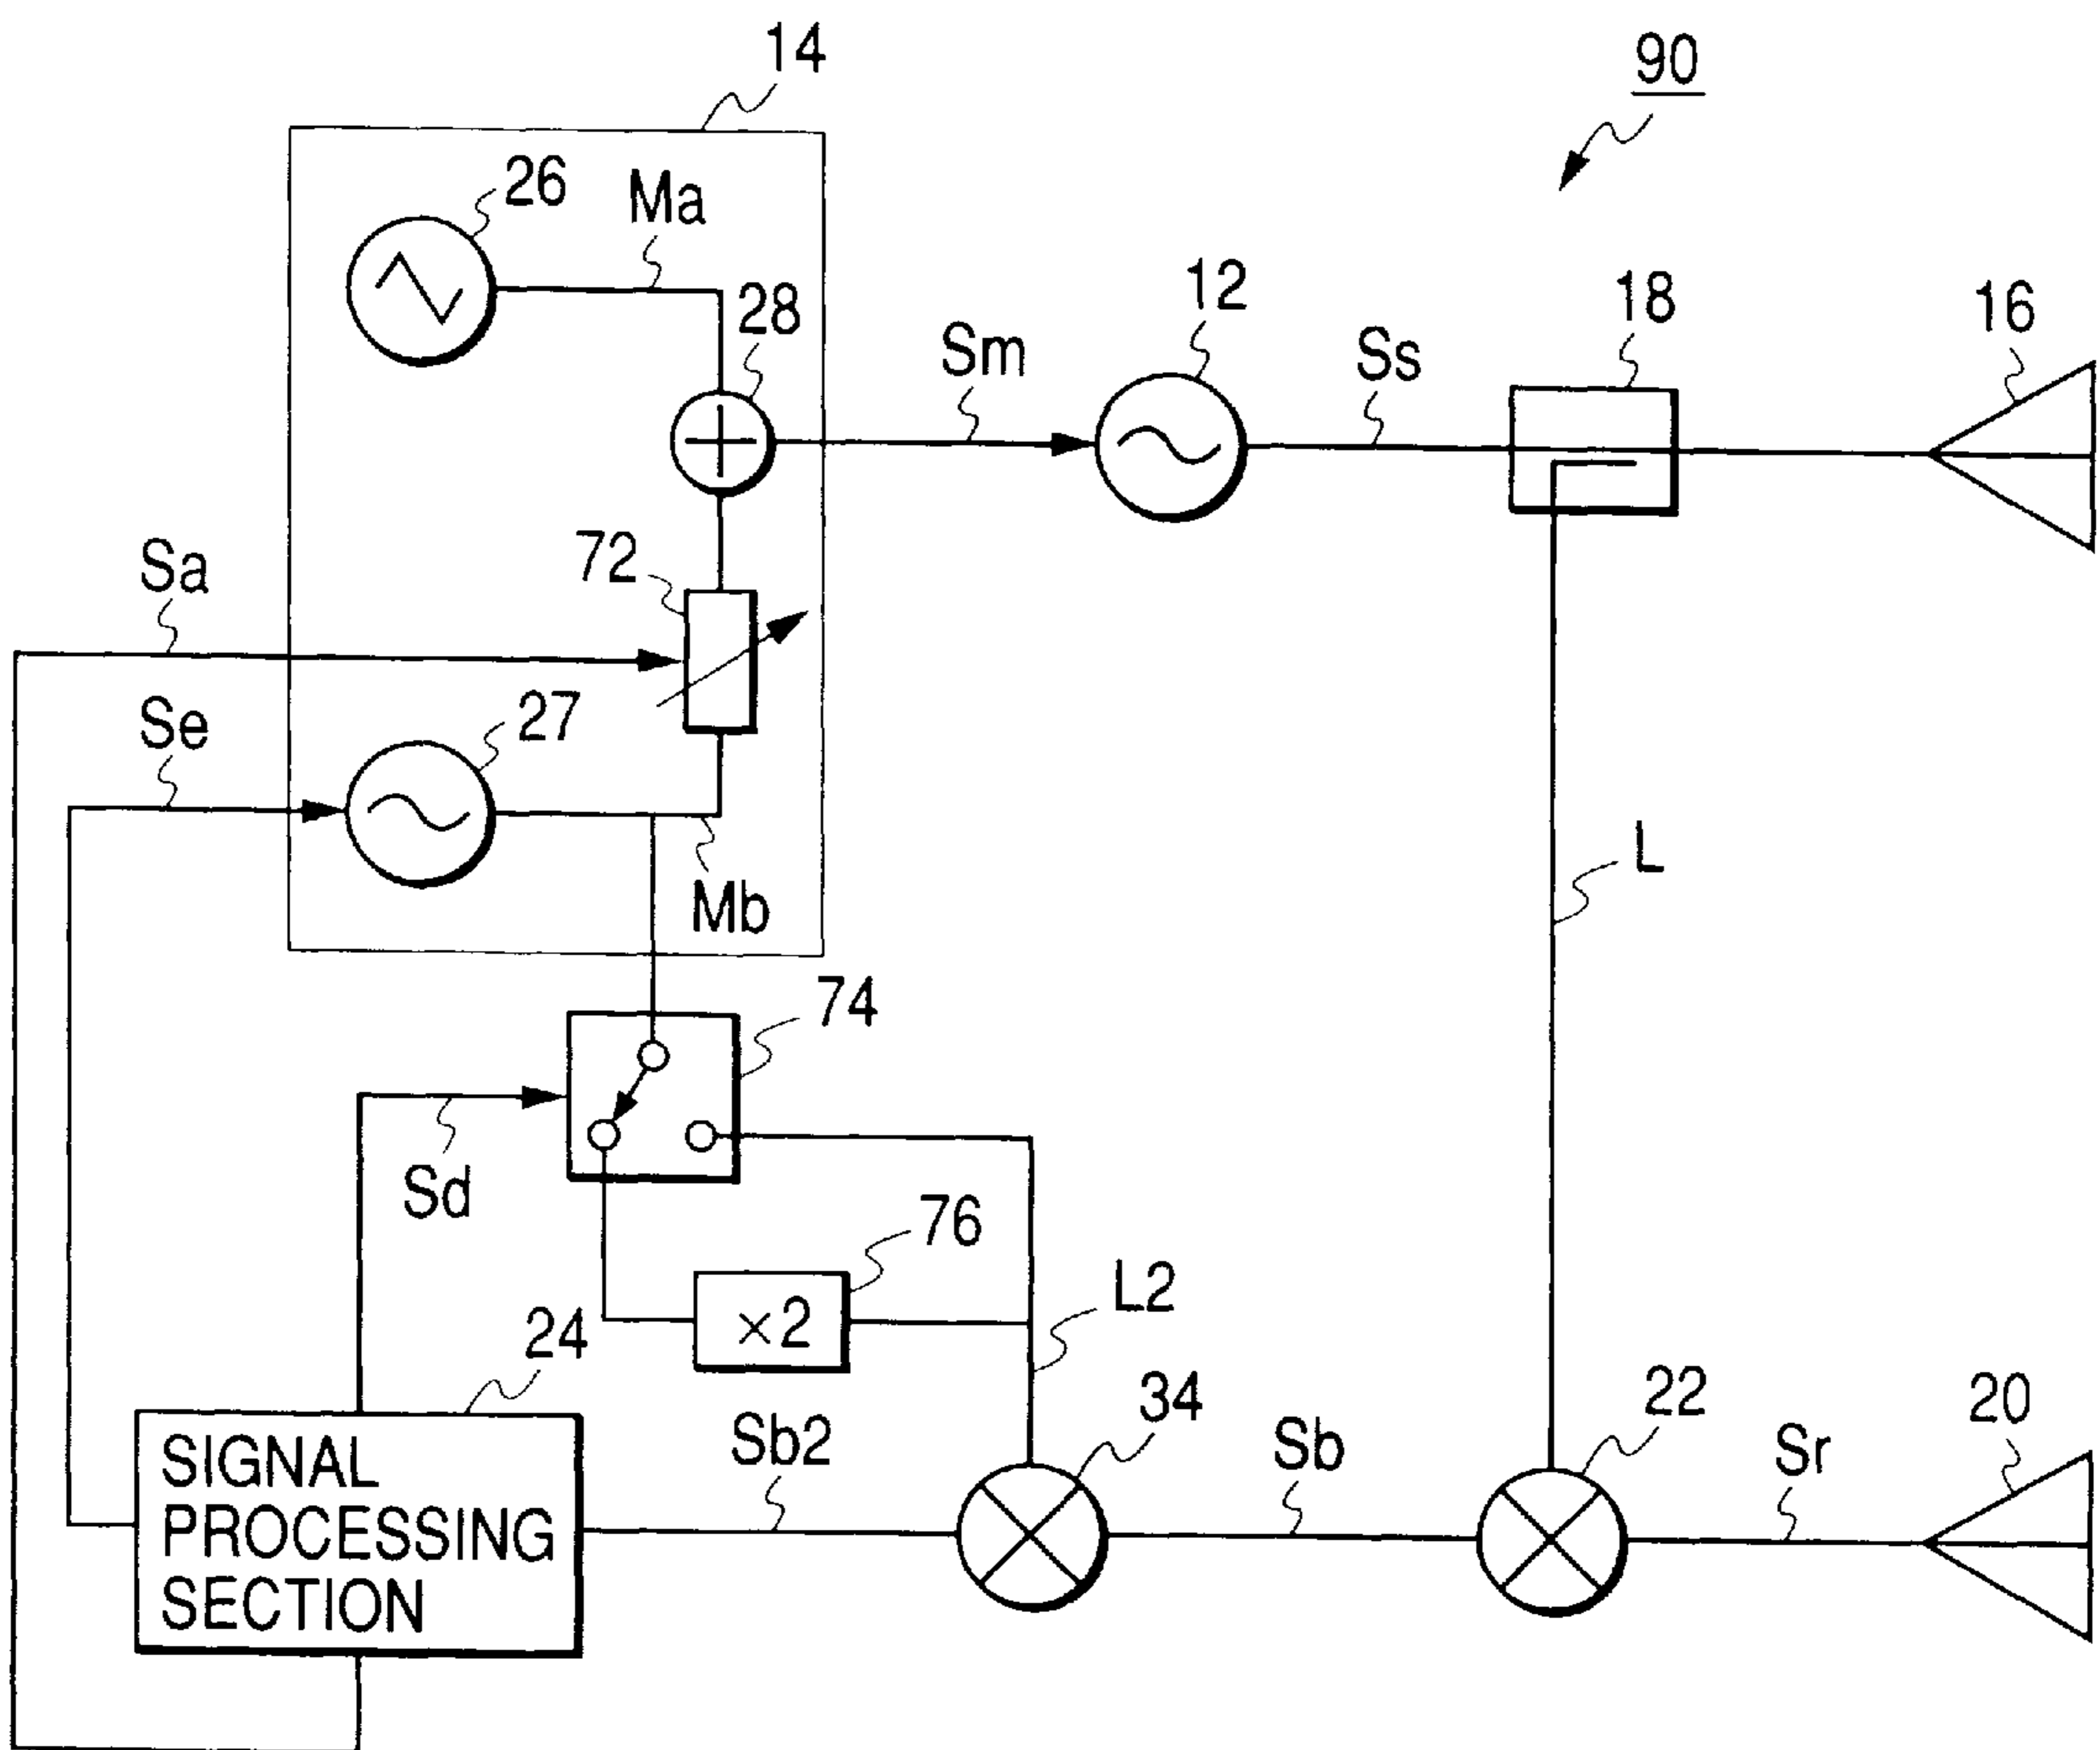 14
90
26
Ma
28
12
18
16
Sm
Ss
72
Sa
27
Se
L
Mb
74
Sd
76
×2
L2
24
34
22
20
Sb2
Sb
Sr
SIGNAL
PROCESSING
SECTION